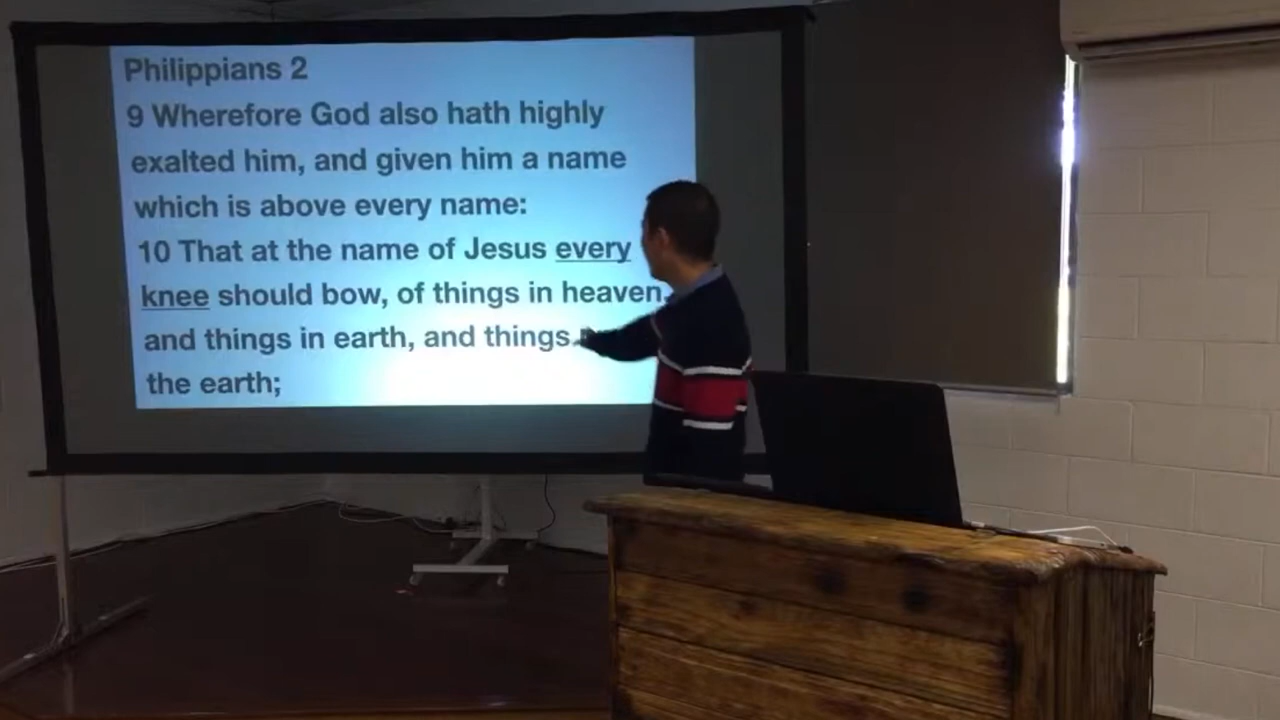 Philippians 2
9 Wherefore God also hath highly
exalted him, and given him a name
which is above every name:
10 That at the name of Jesus every
knee should bow, of things in heaven,
and things in earth, and things
the earth;